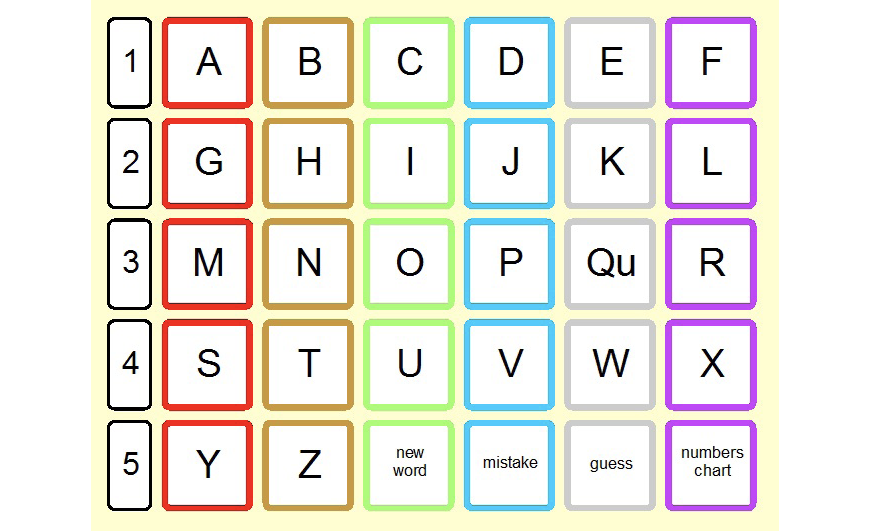 1 A B C D E F
2 G H I J K L
3 M N O P Qu R
4 S T U V W X
5 Y Z new word mistake guess numbers chart